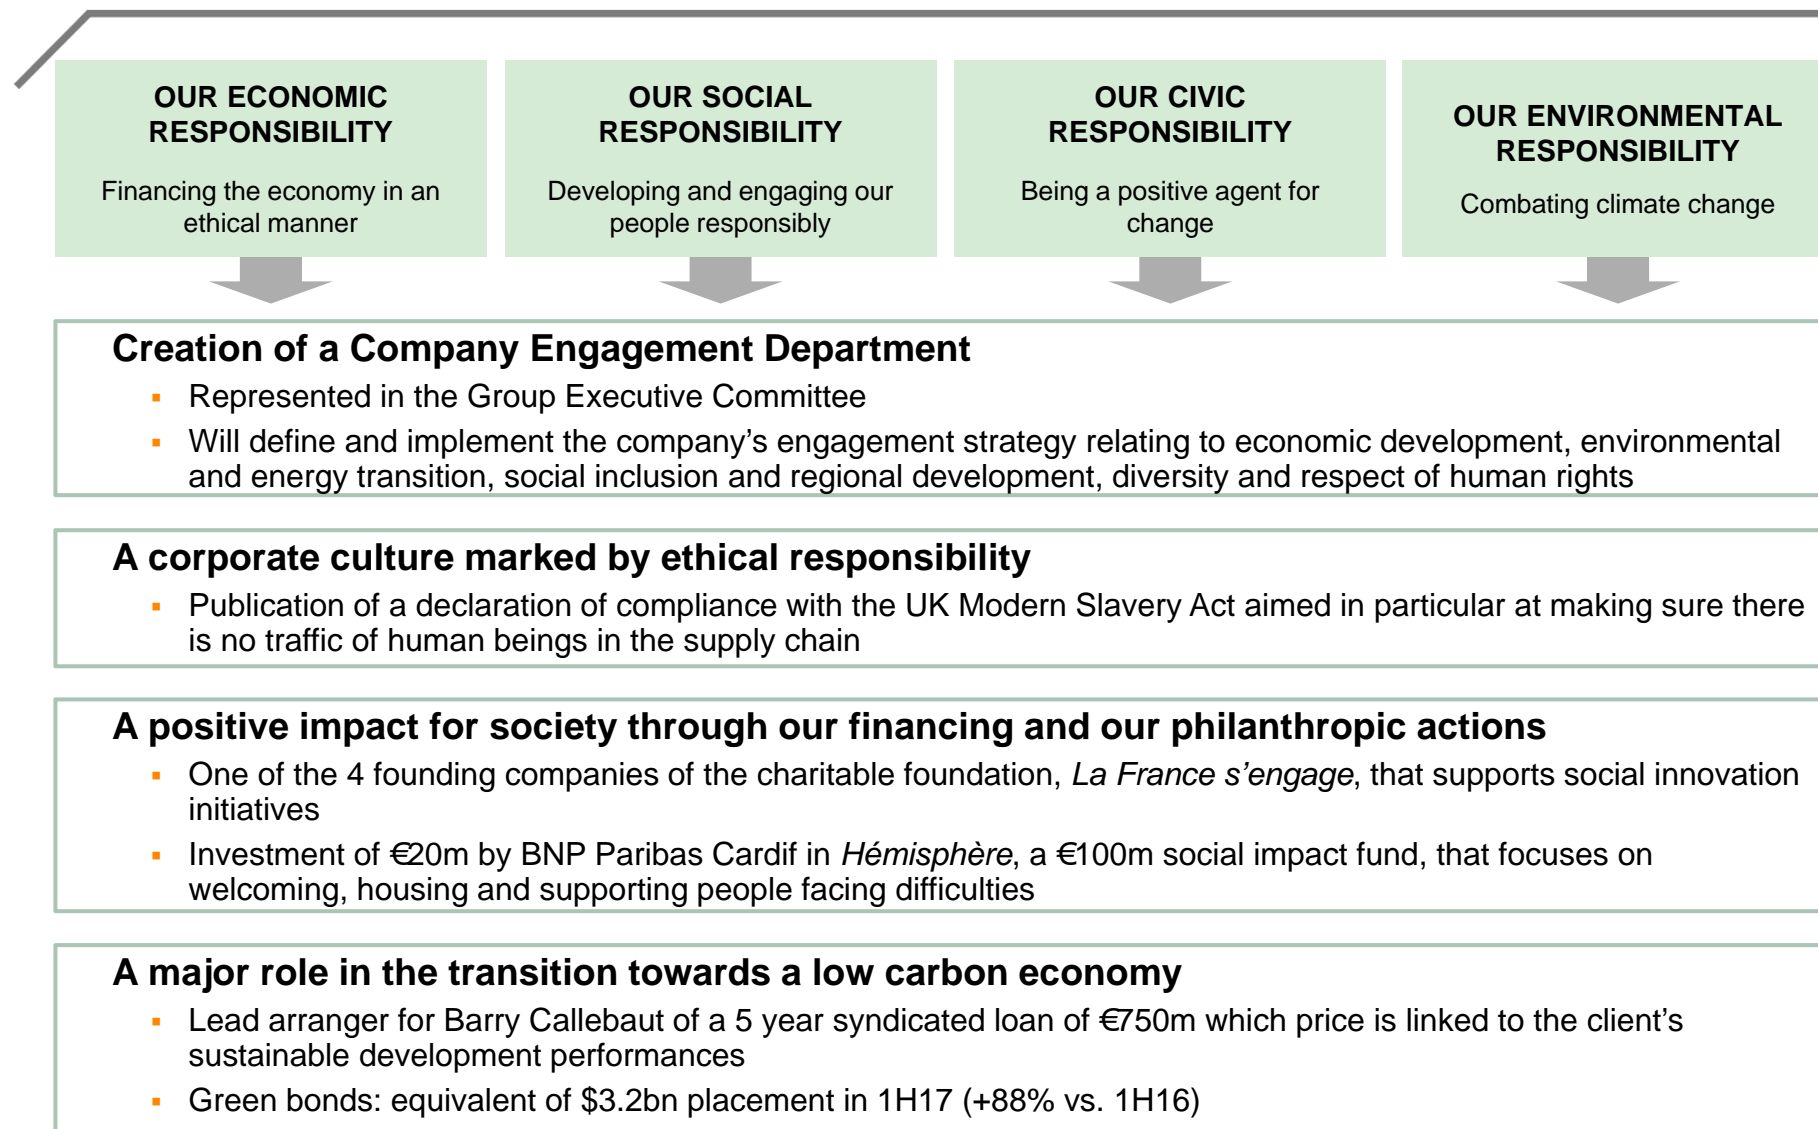 OUR ECONOMIC
RESPONSIBILITY
Financing the economy in an
ethical manner
OUR SOCIAL
RESPONSIBILITY
Developing and engaging our
people responsibly
OUR CIVIC
RESPONSIBILITY
Being a positive agent for
change
OUR ENVIRONMENTAL
RESPONSIBILITY
Combating climate change
Creation of a Company Engagement Department
▪ Represented in the Group Executive Committee
▪ Will define and implement the company’s engagement strategy relating to economic development, environmental
and energy transition, social inclusion and regional development, diversity and respect of human rights
A corporate culture marked by ethical responsibility
▪ Publication of a declaration of compliance with the UK Modern Slavery Act aimed in particular at making sure there
is no traffic of human beings in the supply chain
A positive impact for society through our financing and our philanthropic actions
▪ One of the 4 founding companies of the charitable foundation, La France s’engage, that supports social innovation
initiatives
▪ Investment of €20m by BNP Paribas Cardif in Hémisphère, a €100m social impact fund, that focuses on
welcoming, housing and supporting people facing difficulties
A major role in the transition towards a low carbon economy
▪ Lead arranger for Barry Callebaut of a 5 year syndicated loan of €750m which price is linked to the client’s
sustainable development performances
▪ Green bonds: equivalent of $3.2bn placement in 1H17 (+88% vs. 1H16)